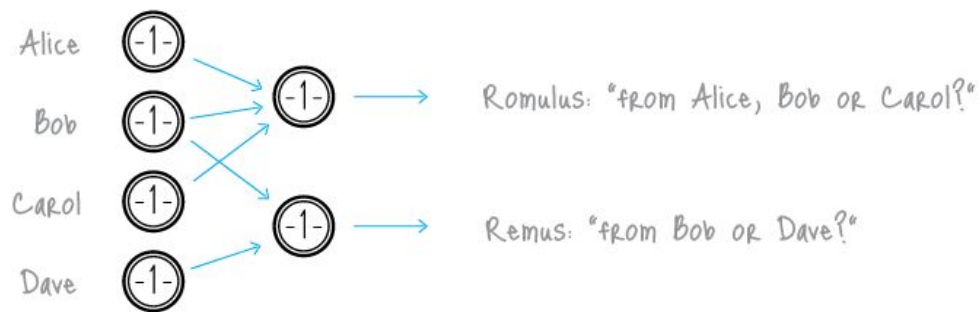 Alice
-1-
Bob
-1-
-1-
Romulus: "from Alice, Bob or Carol?"
Carol
-1-
Dave
-1-
-1-
Remus: "from Bob or Dave?"